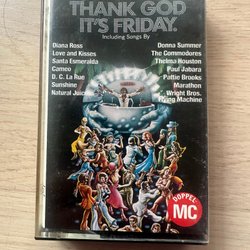 THANK GOD
IT'S FRIDAY.
Including Songs By
Diana Ross
Love and Kisses
Santa Esmeralda
Cameo
D. C. La Rue
Sunshine
Natural Juices
Donna Summer
The Commodores
Thelma Houston
Paul Jabara
Pattie Brooks
Marathon
Wright Bros.
Flying Machine
DOPPEL
MC